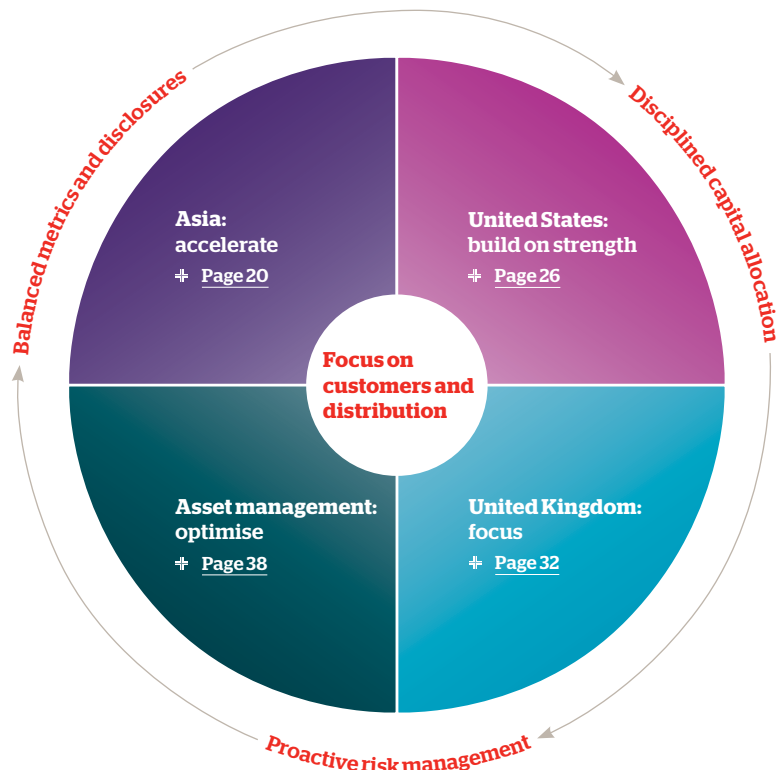 Balanced metrics and disclosures
Disciplined capital allocation
Asia:
accelerate
Page 20
United States:
build on strength
Page 26
Focus on
customers and
distribution
Asset management:
optimise
Page 38
United Kingdom:
focus
Page 32
Proactive risk management